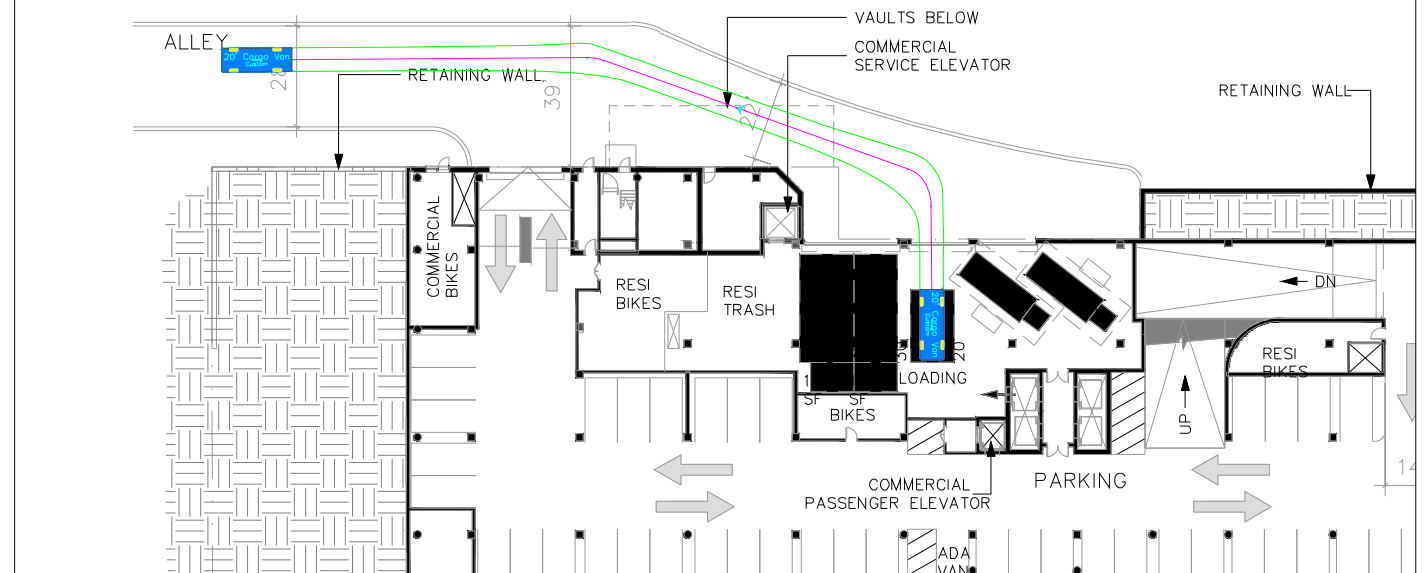 VAULTS BELOW
ALLEY
COMMERCIAL
SERVICE ELEVATOR
20' Cargo Van
Custom
RETAINING WALL
39'
22'
RETAINING WALL
COMMERCIAL
BIKES
RESI
BIKES
RESI
TRASH
DN
20' Cargo Van
Custom
30
20
LOADING
RESI
BIKES
1
SF
SF
BIKES
UP
COMMERCIAL
PASSENGER ELEVATOR
PARKING
14
ADA
VAN